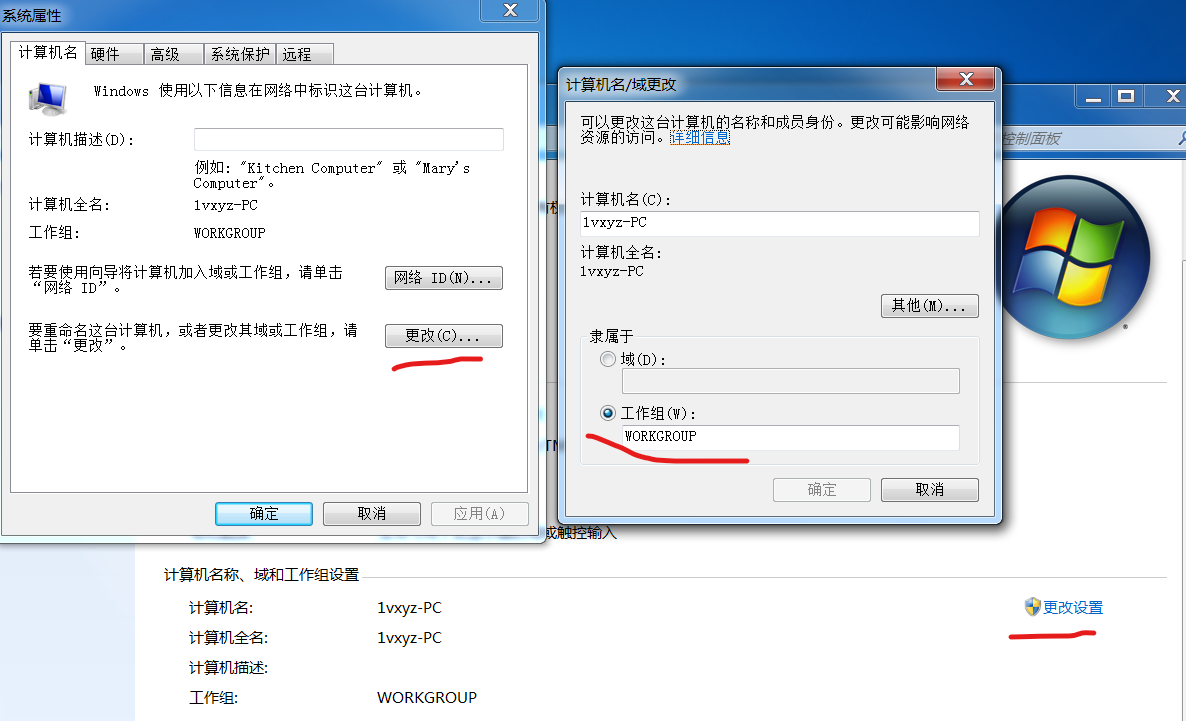 系统属性
计算机名 硬件 高级 系统保护 远程
Windows 使用以下信息在网络中标识这台计算机。
计算机描述(D):
例如: "Kitchen Computer" 或 "Mary's
Computer"。
计算机全名: 1vxyz-PC
工作组: WORKGROUP
若要使用向导将计算机加入域或工作组，请单击
“网络 ID”。
网络 ID(N)...
要重命名这台计算机，或者更改其域或工作组，请
单击“更改”。
更改(C)...
确定 取消 应用(A)
计算机名/域更改
可以更改这台计算机的名称和成员身份。更改可能影响网络
资源的访问。详细信息
计算机名(C):
1vxyz-PC
计算机全名:
1vxyz-PC
其他(M)...
隶属于
域(D):
工作组(W):
WORKGROUP
确定 取消
控制面板
或触控输入
计算机名称、域和工作组设置
计算机名: 1vxyz-PC
更改设置
计算机全名: 1vxyz-PC
计算机描述:
工作组: WORKGROUP